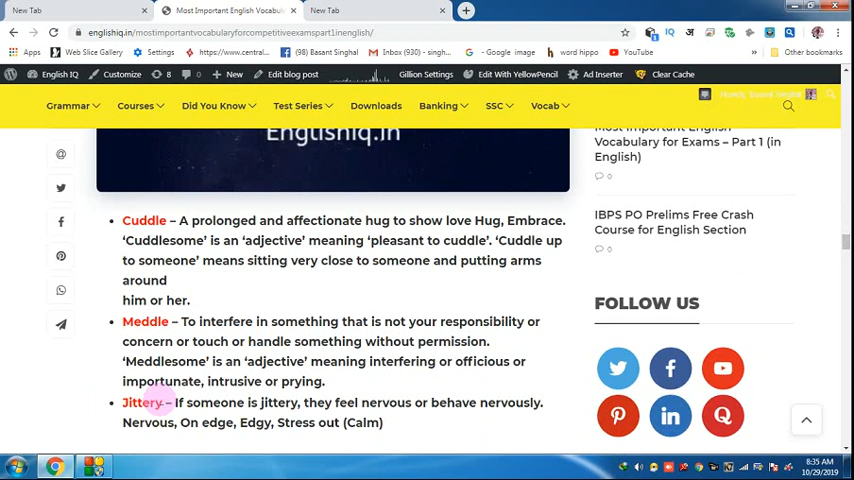 New Tab
Most Important English Vocabul
New Tab
englishiq.in/mostimportantvocabularyforcompetitiveexamspart1inenglish/
Apps
Web Slice Gallery
Settings
https://www.central...
(98) Basant Singhal
Inbox (930) - singh...
Google image
word hippo
YouTube
Other bookmarks
English IQ
Customize
8
0
New
Edit blog post
Gillion Settings
Edit With YellowPencil
Ad Inserter
Clear Cache
Grammar
Courses
Did You Know
Test Series
Downloads
Banking
SSC
Vocab
Englishiq.in
Most Important English
Vocabulary for Exams – Part 1 (in
English)
0
IBPS PO Prelims Free Crash
Course for English Section
0
FOLLOW US
• Cuddle – A prolonged and affectionate hug to show love Hug, Embrace.
‘Cuddlesome’ is an ‘adjective’ meaning ‘pleasant to cuddle’. ‘Cuddle up
to someone’ means sitting very close to someone and putting arms
around
him or her.
• Meddle – To interfere in something that is not your responsibility or
concern or touch or handle something without permission.
‘Meddlesome’ is an ‘adjective’ meaning interfering or officious or
importunate, intrusive or prying.
• Jittery – If someone is jittery, they feel nervous or behave nervously.
Nervous, On edge, Edgy, Stress out (Calm)
8:35 AM
10/29/2019